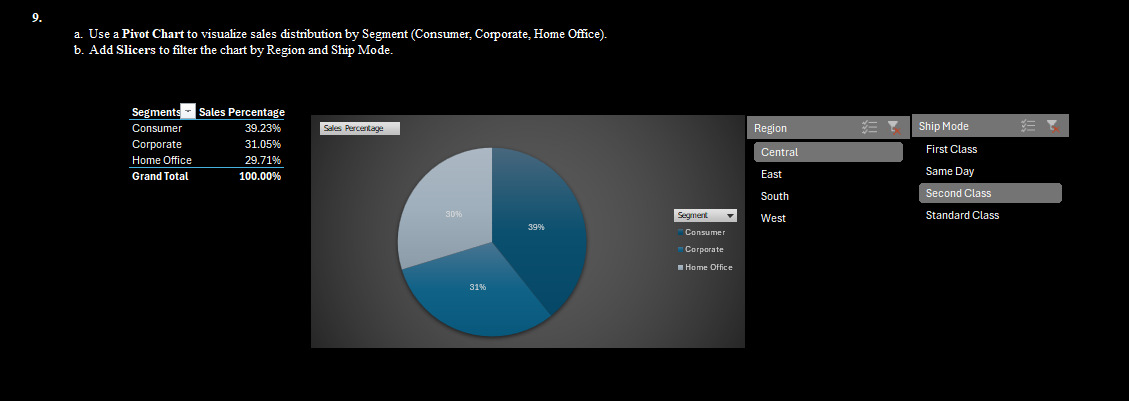 9.
a. Use a Pivot Chart to visualize sales distribution by Segment (Consumer, Corporate, Home Office).
b. Add Slicers to filter the chart by Region and Ship Mode.
Segments Sales Percentage
Consumer 39.23%
Corporate 31.05%
Home Office 29.71%
Grand Total 100.00%
Sales Percentage
30%
39%
31%
Segment
Consumer
Corporate
Home Office
Region
Central
East
South
West
Ship Mode
First Class
Same Day
Second Class
Standard Class